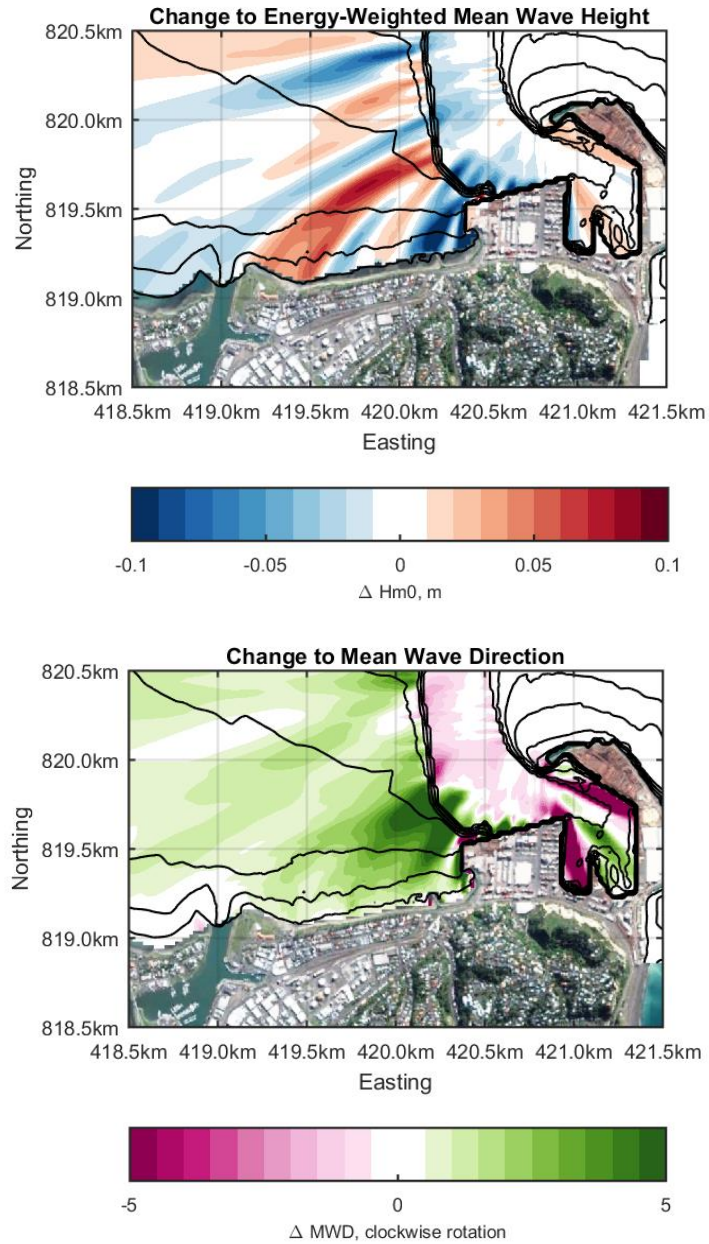 Change to Energy-Weighted Mean Wave Height
820.5km
820.0km
819.5km
819.0km
818.5km
Northing
418.5km 419.0km 419.5km 420.0km 420.5km 421.0km 421.5km
Easting
-0.1 -0.05 0 0.05 0.1
Δ Hm0, m
Change to Mean Wave Direction
820.5km
820.0km
819.5km
819.0km
818.5km
Northing
418.5km 419.0km 419.5km 420.0km 420.5km 421.0km 421.5km
Easting
-5 0 5
Δ MWD, clockwise rotation